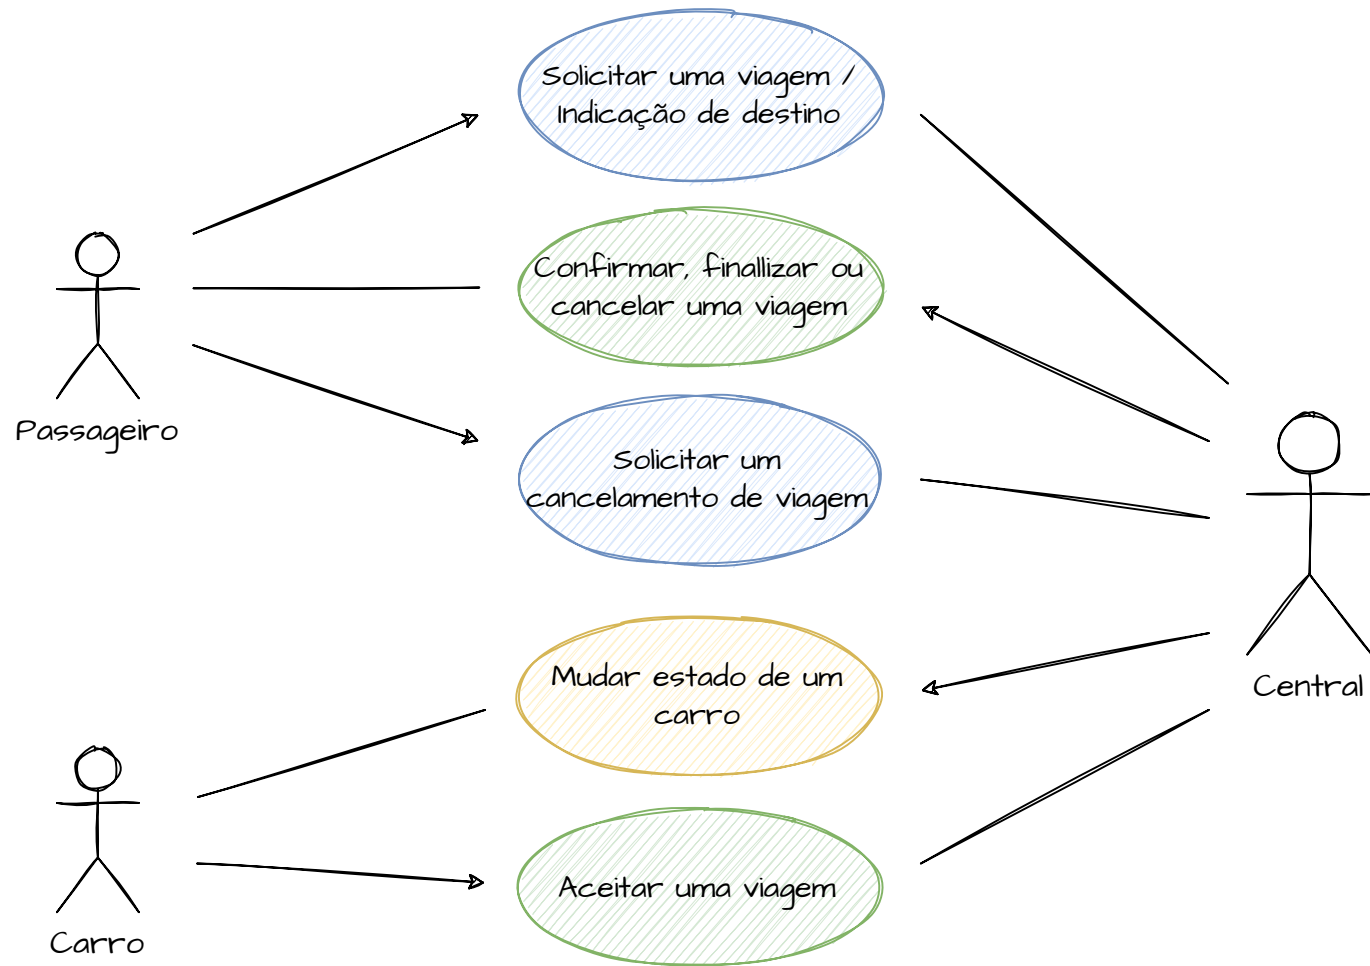 Solicitar uma viagem /
Indicação de destino
Confirmar, finallizar ou
cancelar uma viagem
Passageiro
Solicitar um
cancelamento de viagem
Central
Mudar estado de um
carro
Aceitar uma viagem
Carro